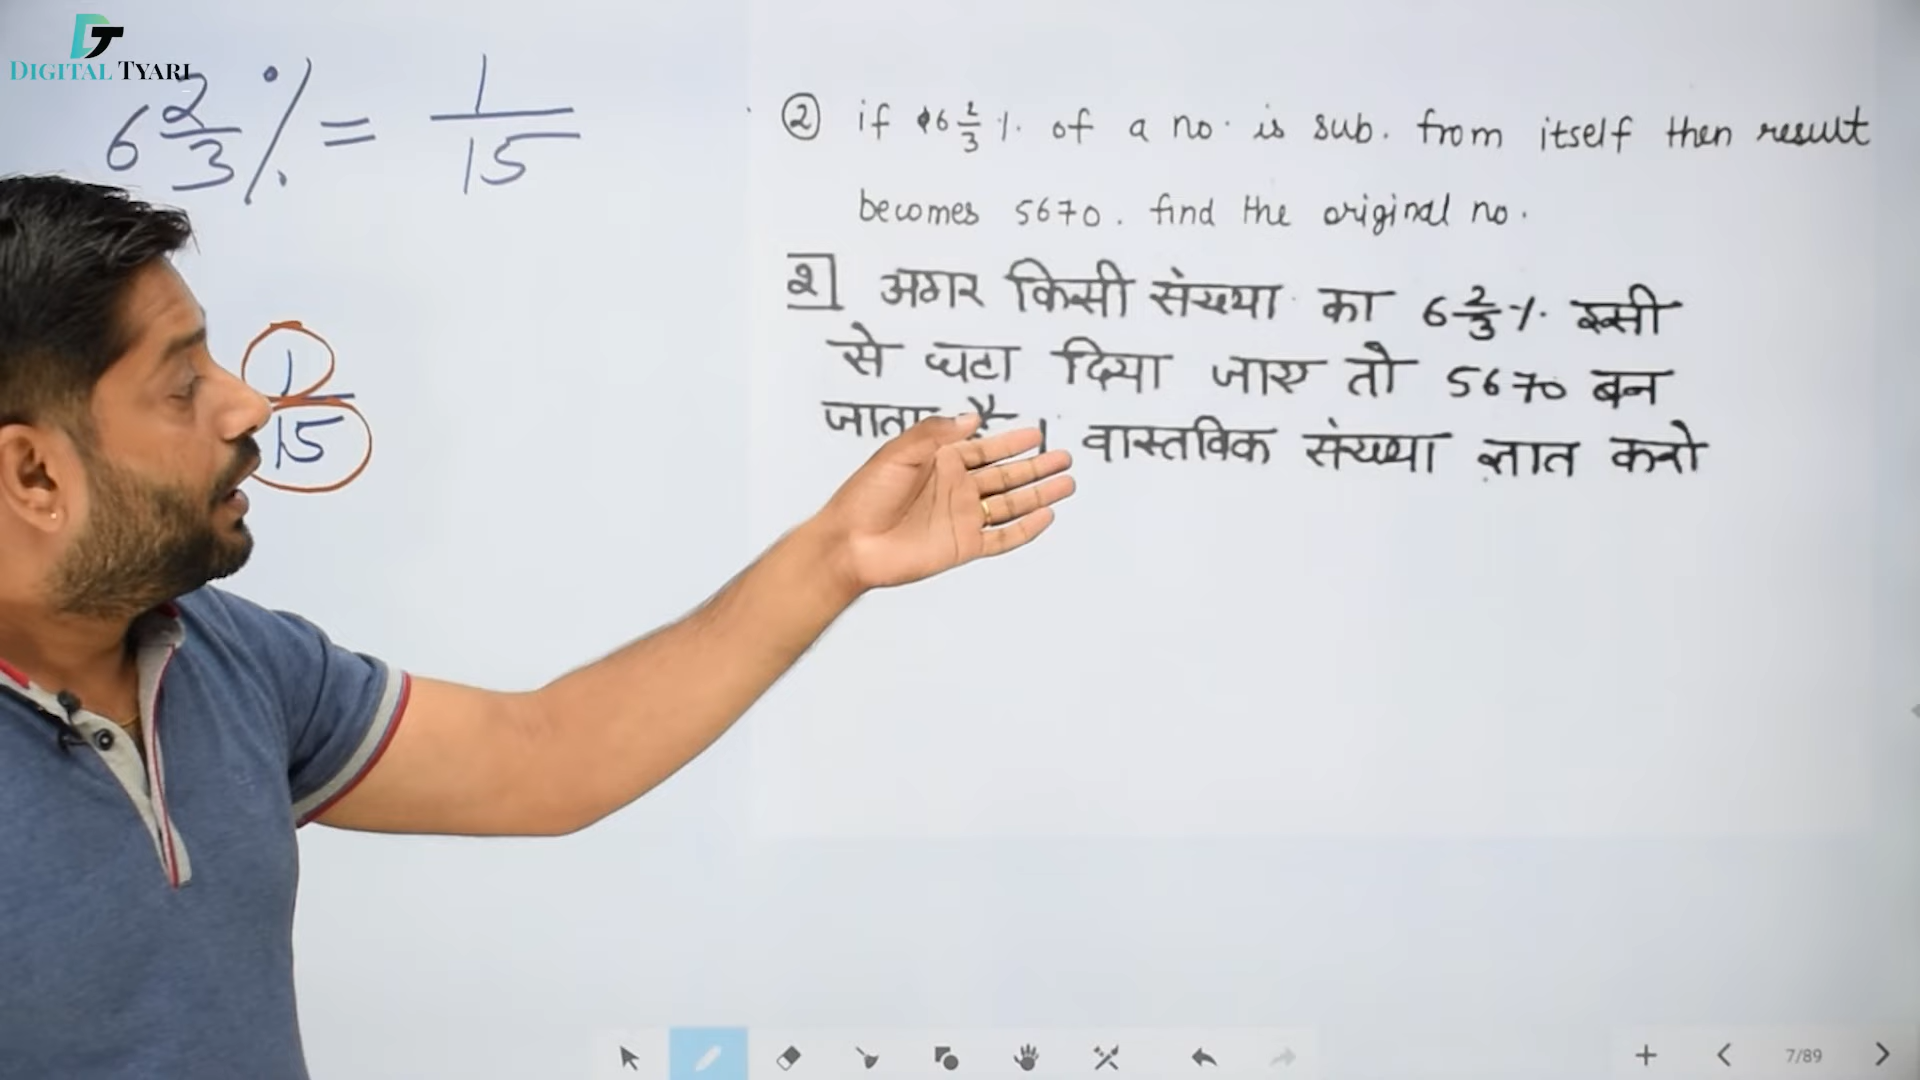 DIGITAL TYARI
6 2/3 % = 1/15
1/15
② if 6 2/3 % of a no. is sub. from itself then result
becomes 5670. find the original no.
२] अगर किसी संख्या का 6 2/3 % इसी
से घटा दिया जाए तो 5670 बन
जाता है। वास्तविक संख्या ज्ञात करो
7/89